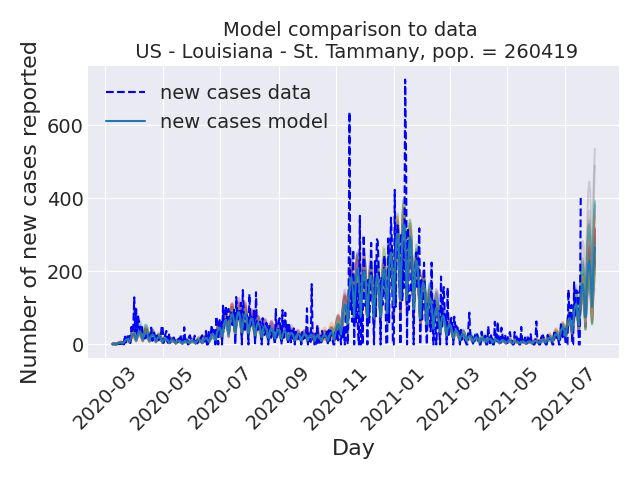 Model comparison to data
US - Louisiana - St. Tammany, pop. = 260419
Number of new cases reported
new cases data
new cases model
600
400
200
0
2020-03
2020-05
2020-07
2020-09
2020-11
2021-01
2021-03
2021-05
2021-07
Day